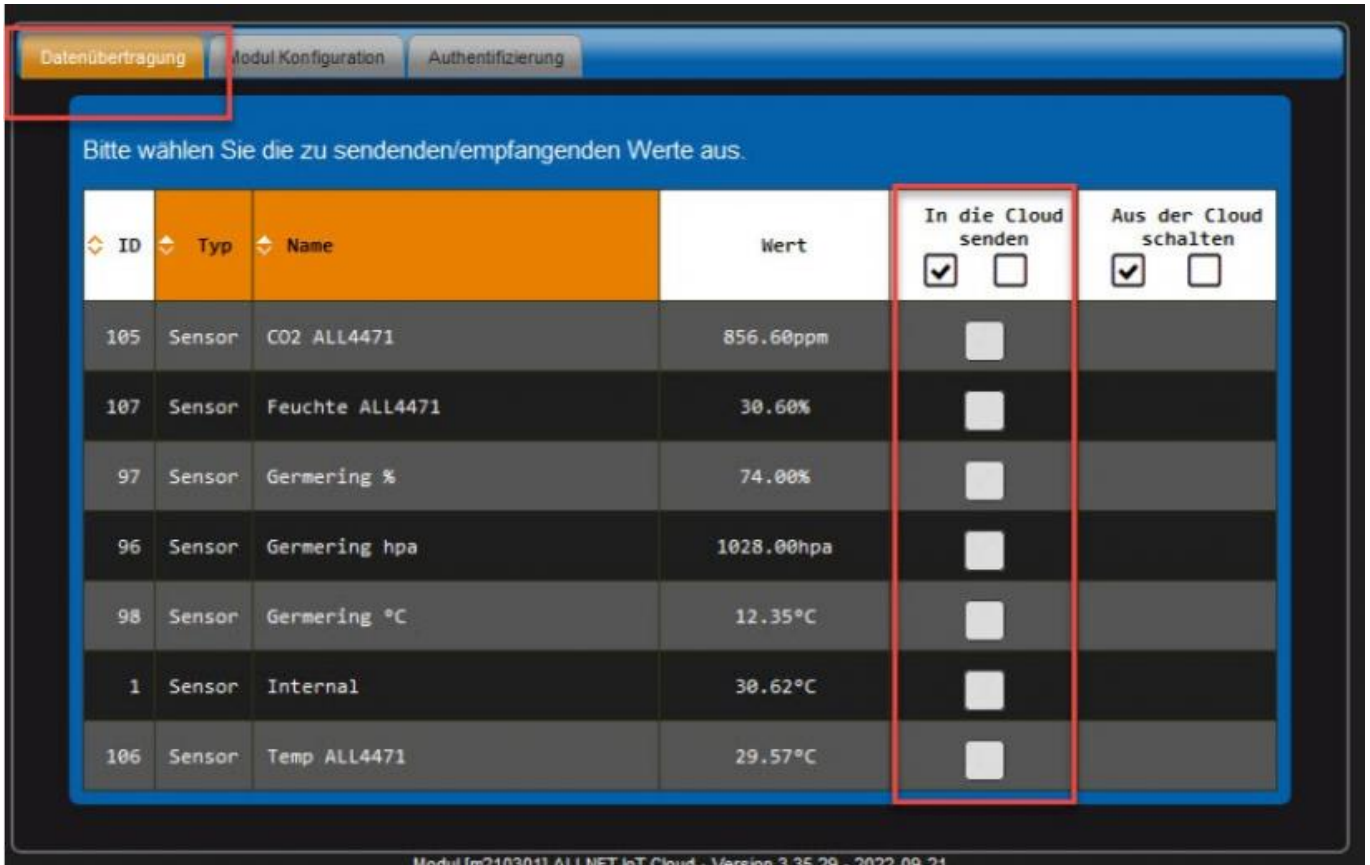 Datenübertragung Modul Konfiguration Authentifizierung
Bitte wählen Sie die zu sendenden/empfangenden Werte aus.
ID Typ Name Wert In die Cloud senden Aus der Cloud schalten
105 Sensor CO2 ALL4471 856.60ppm
107 Sensor Feuchte ALL4471 30.60%
97 Sensor Germering % 74.00%
96 Sensor Germering hpa 1028.00hpa
98 Sensor Germering °C 12.35°C
1 Sensor Internal 30.62°C
106 Sensor Temp ALL4471 29.57°C
Modul [m210301] ALLNET IoT Cloud - Version 3.35.29 - 2022-09-21